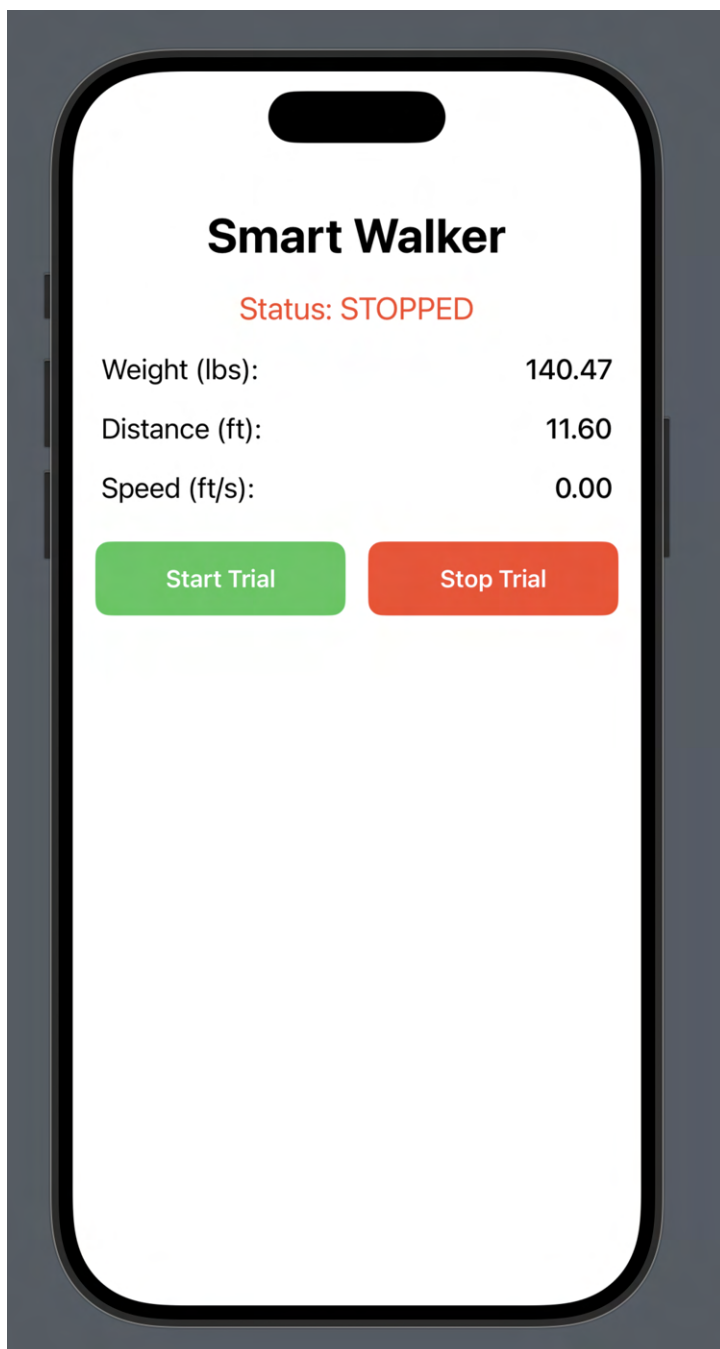 Smart Walker
Status: STOPPED
Weight (lbs): 140.47
Distance (ft): 11.60
Speed (ft/s): 0.00
Start Trial Stop Trial